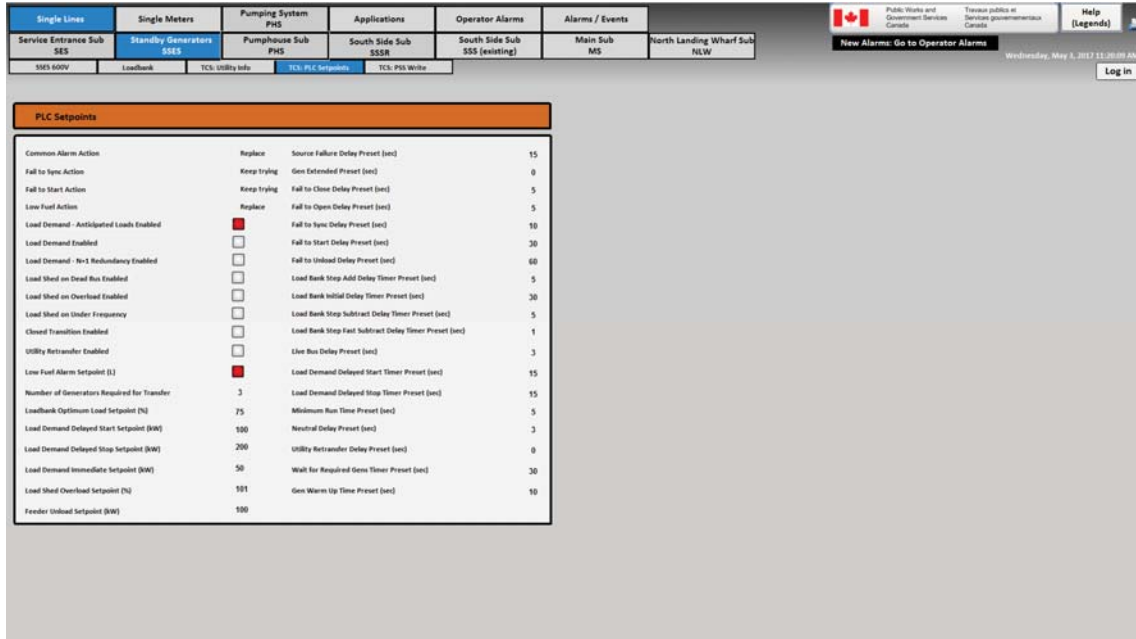 Single Lines
Single Meters
Pumping System
PHS
Applications
Operator Alarms
Alarms / Events
Public Works and
Government Services
Canada
Travaux publics et
Services gouvernementaux
Canada
Help
(Legends)
Service Entrance Sub
SES
Standby Generators
SSES
Pumphouse Sub
PHS
South Side Sub
SSSR
South Side Sub
SSS (existing)
Main Sub
MS
North Landing Wharf Sub
NLW
New Alarms: Go to Operator Alarms
Wednesday, May 3, 2017 11:20:09 AM
SSES 600V
Loadbank
TCS: Utility Info
TCS: PLC Setpoints
TCS: PSS Write
Log in
PLC Setpoints
Common Alarm Action Replace Source Failure Delay Preset (sec) 15
Fail to Sync Action Keep trying Gen Extended Preset (sec) 0
Fail to Start Action Keep trying Fail to Close Delay Preset (sec) 5
Low Fuel Action Replace Fail to Open Delay Preset (sec) 5
Load Demand - Anticipated Loads Enabled Fail to Sync Delay Preset (sec) 10
Load Demand Enabled Fail to Start Delay Preset (sec) 30
Load Demand - N+1 Redundancy Enabled Fail to Unload Delay Preset (sec) 60
Load Shed on Dead Bus Enabled Load Bank Step Add Delay Timer Preset (sec) 5
Load Shed on Overload Enabled Load Bank Initial Delay Timer Preset (sec) 30
Load Shed on Under Frequency Load Bank Step Subtract Delay Timer Preset (sec) 5
Closed Transition Enabled Load Bank Step Fast Subtract Delay Timer Preset (sec) 1
Utility Retransfer Enabled Live Bus Delay Preset (sec) 3
Low Fuel Alarm Setpoint (L) Load Demand Delayed Start Timer Preset (sec) 15
Number of Generators Required for Transfer 3 Load Demand Delayed Stop Timer Preset (sec) 15
Loadbank Optimum Load Setpoint (%) 75 Minimum Run Time Preset (sec) 5
Load Demand Delayed Start Setpoint (kW) 100 Neutral Delay Preset (sec) 3
Load Demand Delayed Stop Setpoint (kW) 200 Utility Retransfer Delay Preset (sec) 0
Load Demand Immediate Setpoint (kW) 50 Wait for Required Gens Timer Preset (sec) 30
Load Shed Overload Setpoint (%) 101 Gen Warm Up Time Preset (sec) 10
Feeder Unload Setpoint (kW) 100